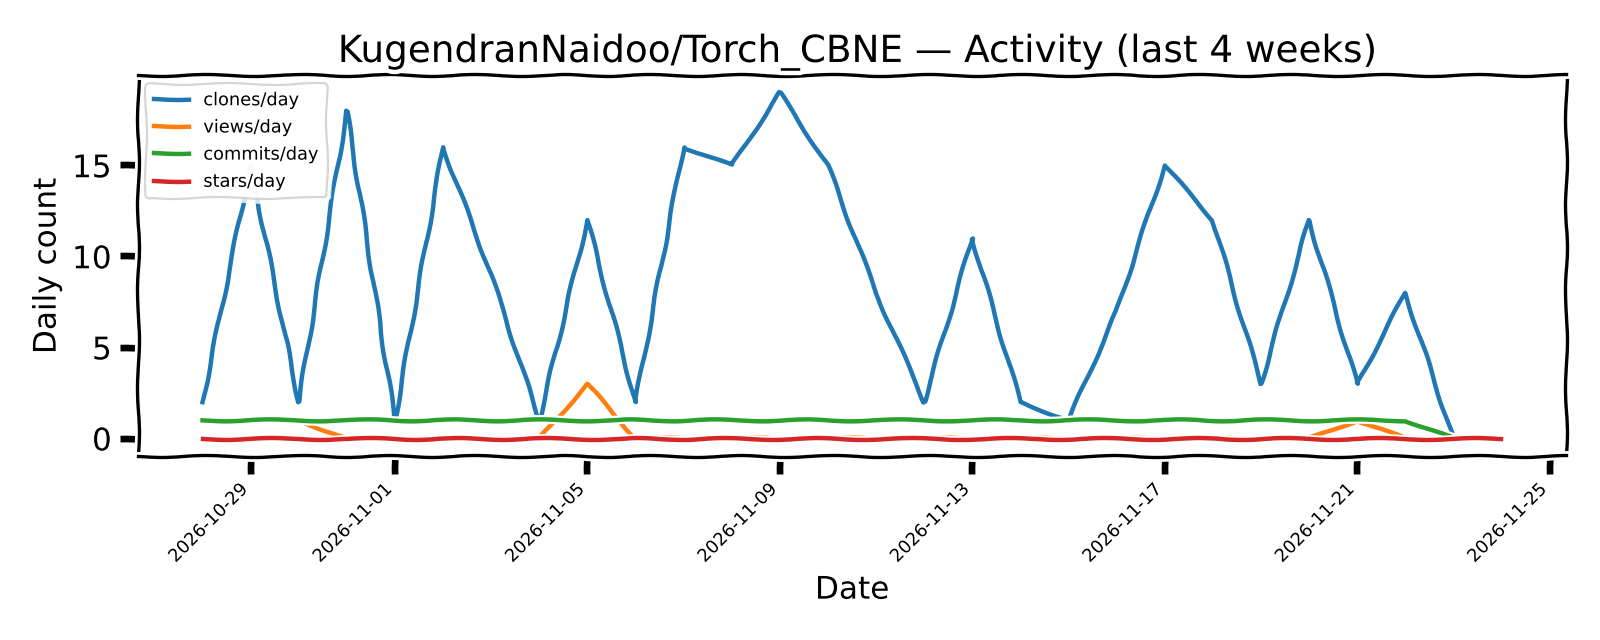 KugendranNaidoo/Torch_CBNE — Activity (last 4 weeks)
clones/day
views/day
commits/day
stars/day
Daily count
15
10
5
0
2026-10-29
2026-11-01
2026-11-05
2026-11-09
2026-11-13
2026-11-17
2026-11-21
2026-11-25
Date